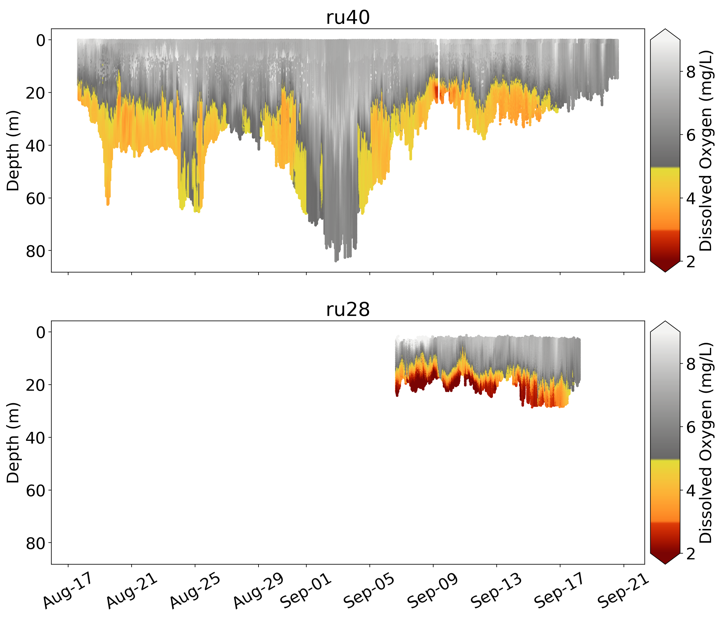 ru40
0
20
40
60
80
Depth (m)
8
6
4
2
Dissolved Oxygen (mg/L)
ru28
0
20
40
60
80
Depth (m)
8
6
4
2
Dissolved Oxygen (mg/L)
Aug-17 Aug-21 Aug-25 Aug-29 Sep-01 Sep-05 Sep-09 Sep-13 Sep-17 Sep-21